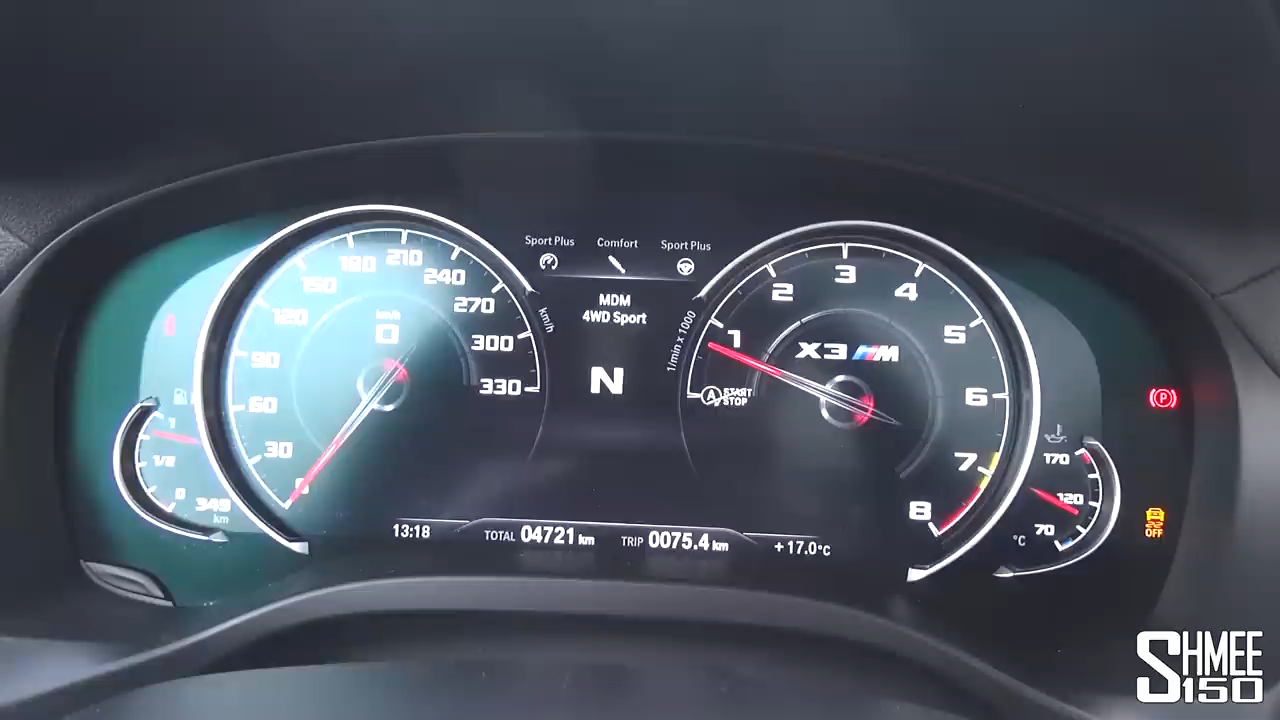 Sport Plus Comfort Sport Plus
MDM
4WD Sport
N
0
30
60
90
120
150
180
210
240
270
300
330
km/h
km/h
0
1/min x 1000
1
2
3
4
5
6
7
8
X3 M
A START
STOP
1
1/2
0
349
km
170
120
70
°C
P
OFF
13:18 TOTAL 04721 km TRIP 0075.4 km +17.0°C
SHMEE
150